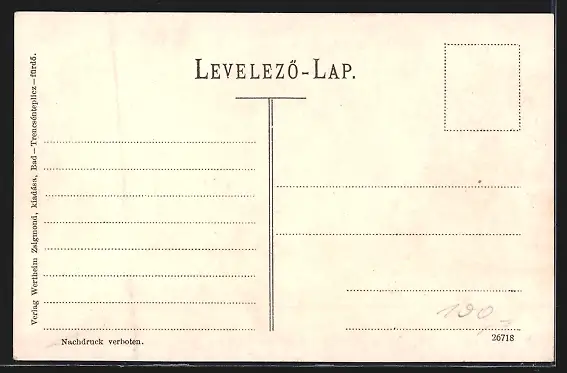 LEVELEZŐ-LAP.
Verlag Wertheim Zsigmond, kiadása, Bad—Trencsénteplicz—fürdő.
Nachdruck verboten.
190
26718